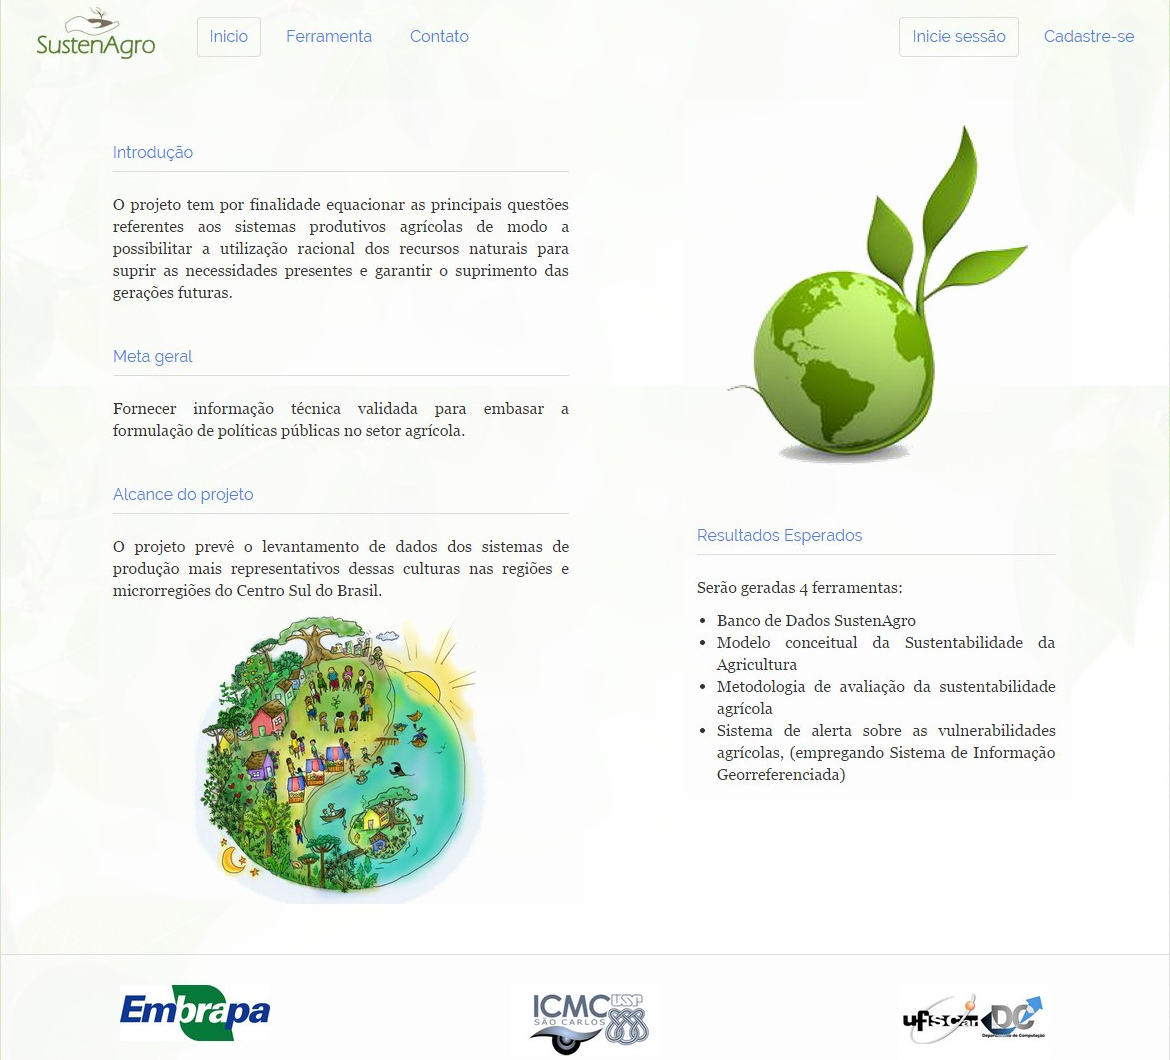 SustenAgro
Inicio
Ferramenta
Contato
Inicie sessão
Cadastre-se
Introdução
O projeto tem por finalidade equacionar as principais questões
referentes aos sistemas produtivos agrícolas de modo a
possibilitar a utilização racional dos recursos naturais para
suprir as necessidades presentes e garantir o suprimento das
gerações futuras.
Meta geral
Fornecer informação técnica validada para embasar a
formulação de políticas públicas no setor agrícola.
Alcance do projeto
O projeto prevê o levantamento de dados dos sistemas de
produção mais representativos dessas culturas nas regiões e
microrregiões do Centro Sul do Brasil.
Resultados Esperados
Serão geradas 4 ferramentas:
• Banco de Dados SustenAgro
• Modelo conceitual da Sustentabilidade da
Agricultura
• Metodologia de avaliação da sustentabilidade
agrícola
• Sistema de alerta sobre as vulnerabilidades
agrícolas, (empregando Sistema de Informação
Georreferenciada)
Embrapa
ICMC USP
SÃO CARLOS
ufscar DC
Departamento de Computação